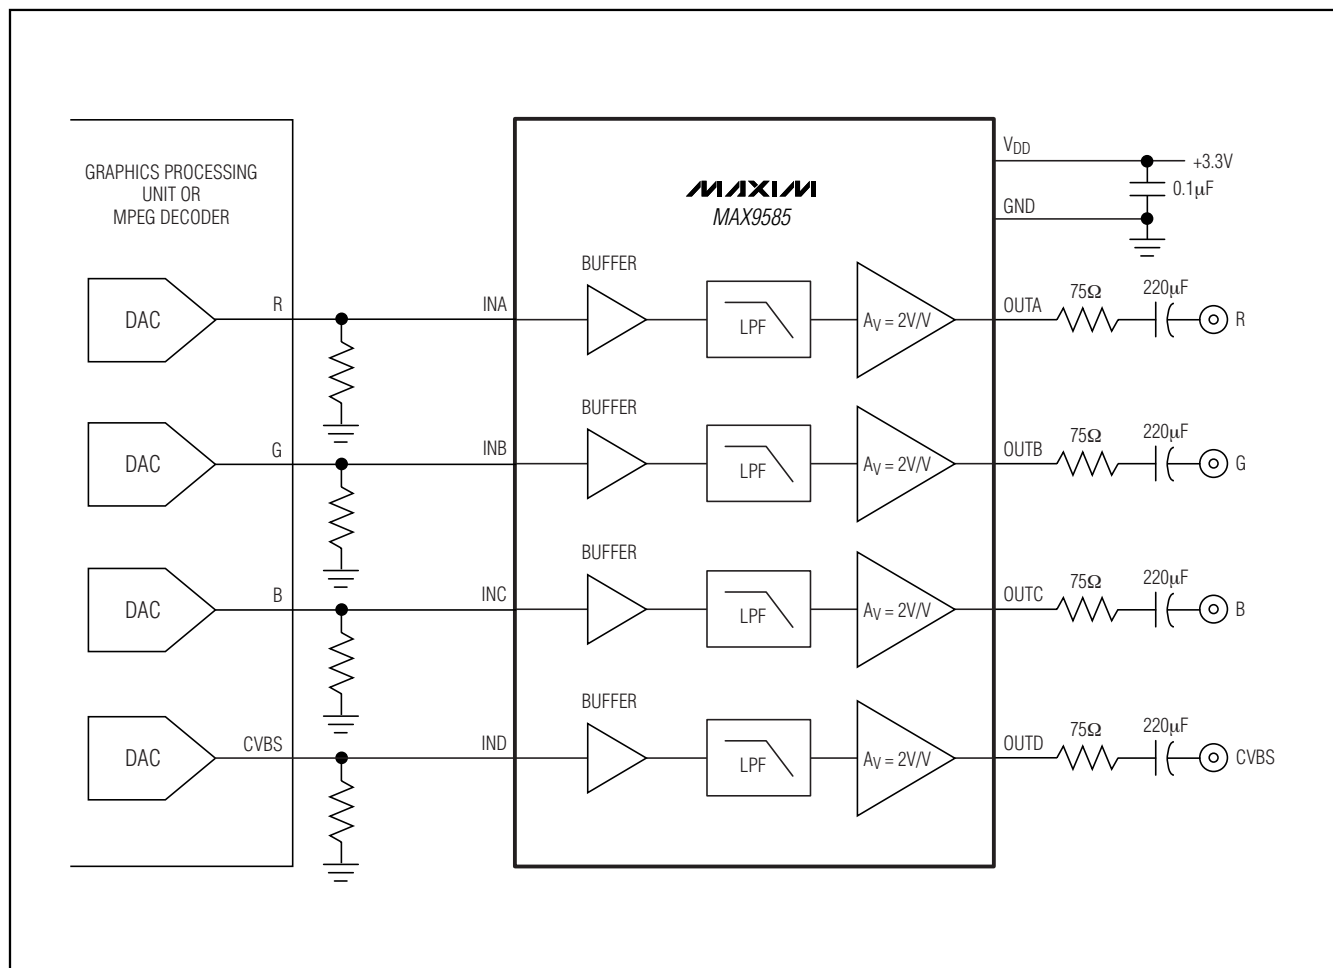 GRAPHICS PROCESSING
UNIT OR
MPEG DECODER
MAXIM
MAX9585
VDD
+3.3V
0.1µF
GND
DAC
R
INA
BUFFER
LPF
AV = 2V/V
OUTA
75Ω
220µF
R
DAC
G
INB
BUFFER
LPF
AV = 2V/V
OUTB
75Ω
220µF
G
DAC
B
INC
BUFFER
LPF
AV = 2V/V
OUTC
75Ω
220µF
B
DAC
CVBS
IND
BUFFER
LPF
AV = 2V/V
OUTD
75Ω
220µF
CVBS